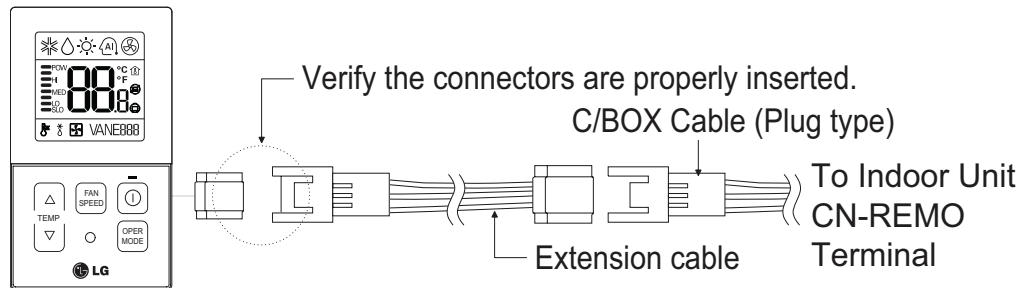 AI
POW
H
MED
LO
SLO
88.8
°C
°F
VANE888
TEMP
FAN
SPEED
OPER
MODE
LG
Verify the connectors are properly inserted.
C/BOX Cable (Plug type)
To Indoor Unit
CN-REMO
Terminal
Extension cable